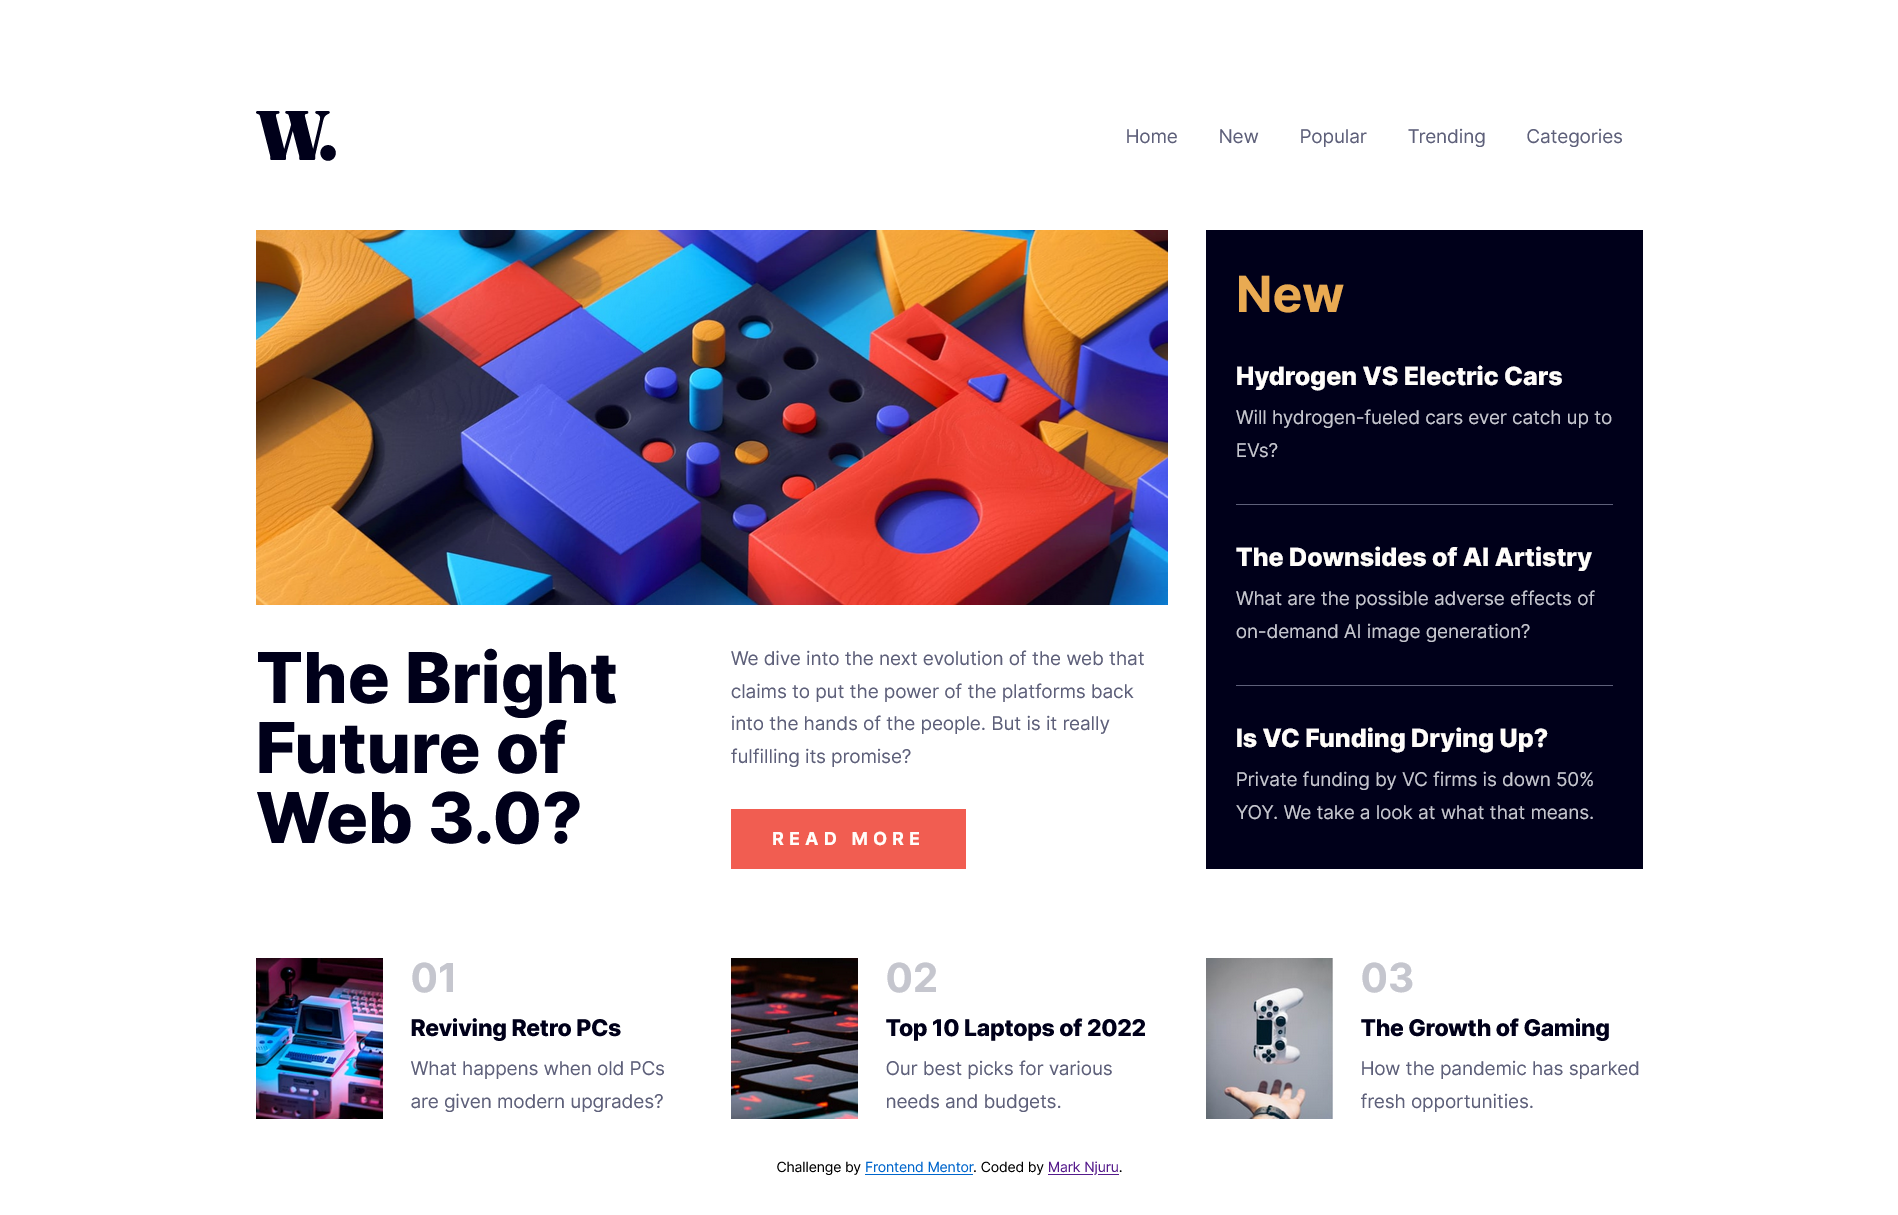 W.
Home New Popular Trending Categories
The Bright
Future of
Web 3.0?
We dive into the next evolution of the web that
claims to put the power of the platforms back
into the hands of the people. But is it really
fulfilling its promise?
READ MORE
New
Hydrogen VS Electric Cars
Will hydrogen-fueled cars ever catch up to
EVs?
The Downsides of AI Artistry
What are the possible adverse effects of
on-demand AI image generation?
Is VC Funding Drying Up?
Private funding by VC firms is down 50%
YOY. We take a look at what that means.
01
Reviving Retro PCs
What happens when old PCs
are given modern upgrades?
02
Top 10 Laptops of 2022
Our best picks for various
needs and budgets.
03
The Growth of Gaming
How the pandemic has sparked
fresh opportunities.
Challenge by Frontend Mentor. Coded by Mark Njuru.